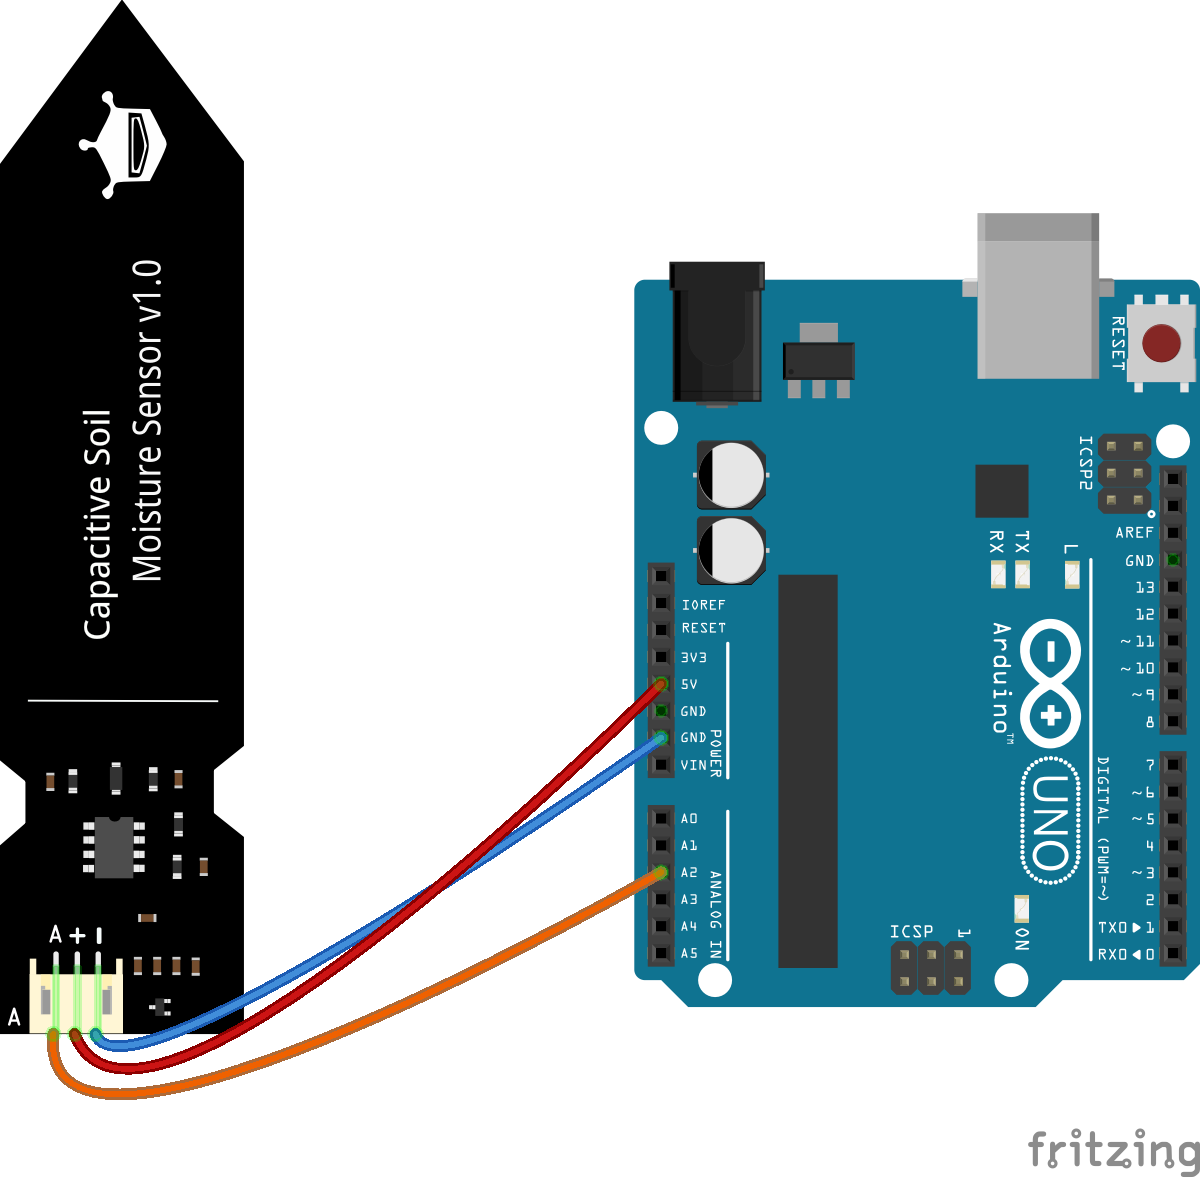 Capacitive Soil
Moisture Sensor v1.0
A + -
A
RESET
ICSP2
AREF
GND
13
12
~11
~10
~9
8
RX
TX
L
IOREF
RESET
3V3
5V
GND
GND
VIN
POWER
A0
A1
A2
A3
A4
A5
ANALOG IN
Arduino™
UNO
DIGITAL (PWM=~)
7
~6
~5
4
~3
2
TX0▶1
RX0◀0
ICSP
1
ON
fritzing